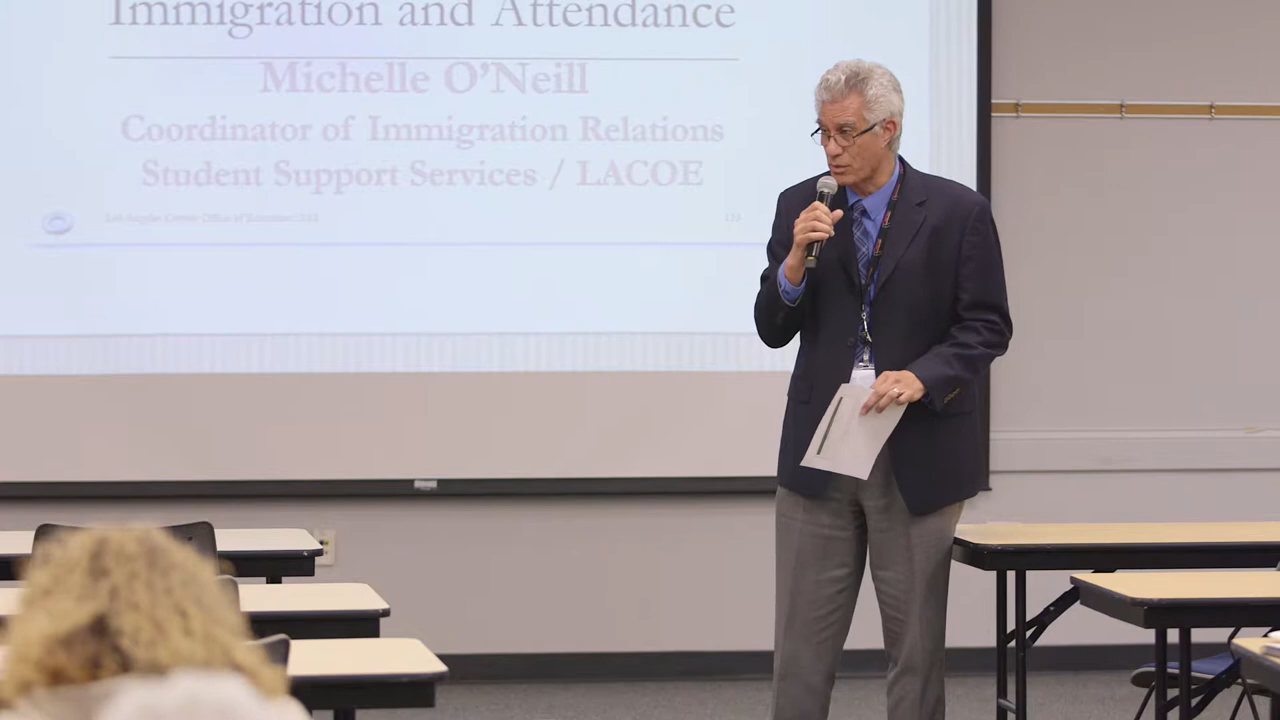 Immigration and Attendance
Michelle O'Neill
Coordinator of Immigration Relations
Student Support Services / LACOE